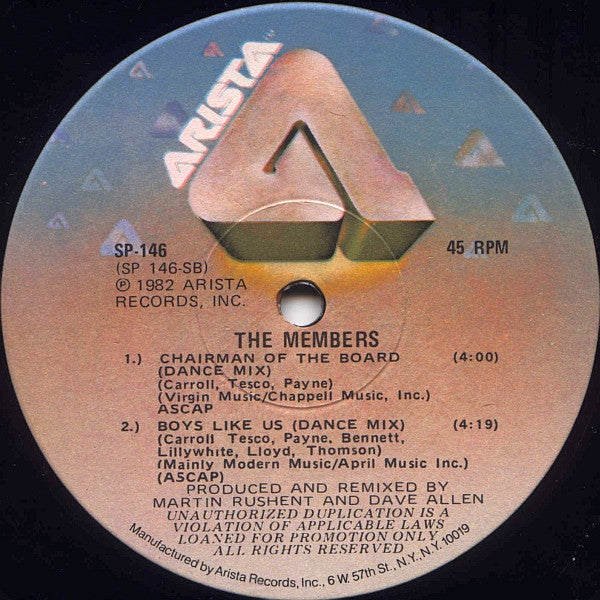 ARISTA
SP-146
45 RPM
(SP 146-SB)
℗ 1982 ARISTA
RECORDS, INC.
THE MEMBERS
1.) CHAIRMAN OF THE BOARD (4:00)
(DANCE MIX)
(Carroll, Tesco, Payne)
(Virgin Music/Chappell Music, Inc.)
ASCAP
2.) BOYS LIKE US (DANCE MIX) (4:19)
(Carroll Tesco, Payne, Bennett,
Lillywhite, Lloyd, Thomson)
(Mainly Modern Music/April Music Inc.)
(ASCAP)
PRODUCED AND REMIXED BY
MARTIN RUSHENT AND DAVE ALLEN
UNAUTHORIZED DUPLICATION IS A
VIOLATION OF APPLICABLE LAWS
LOANED FOR PROMOTION ONLY
ALL RIGHTS RESERVED
Manufactured by Arista Records, Inc., 6 W. 57th St., N.Y., N.Y. 10019